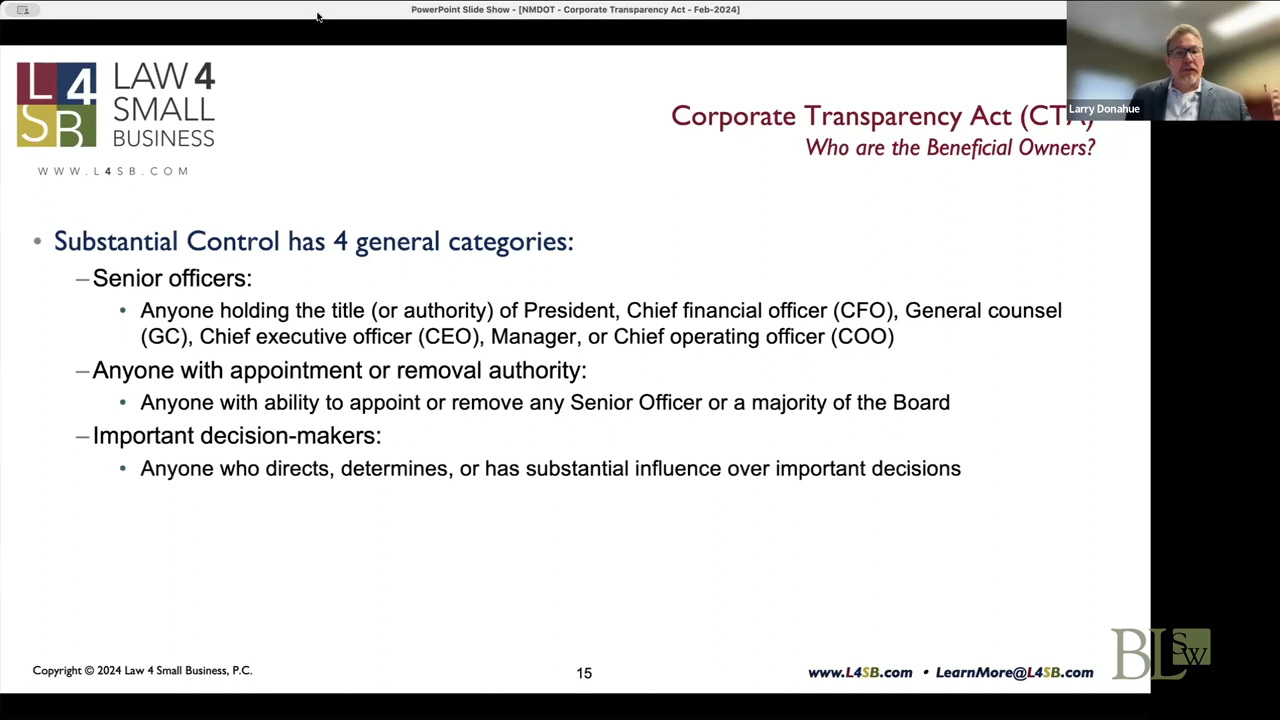 PowerPoint Slide Show - [NMDOT - Corporate Transparency Act - Feb-2024]
L4SB
LAW 4
SMALL
BUSINESS
WWW.L4SB.COM
Larry Donahue
Corporate Transparency Act (CTA)
Who are the Beneficial Owners?
• Substantial Control has 4 general categories:
–Senior officers:
• Anyone holding the title (or authority) of President, Chief financial officer (CFO), General counsel
(GC), Chief executive officer (CEO), Manager, or Chief operating officer (COO)
–Anyone with appointment or removal authority:
• Anyone with ability to appoint or remove any Senior Officer or a majority of the Board
–Important decision-makers:
• Anyone who directs, determines, or has substantial influence over important decisions
Copyright © 2024 Law 4 Small Business, P.C.
15
www.L4SB.com • LearnMore@L4SB.com
BLSW